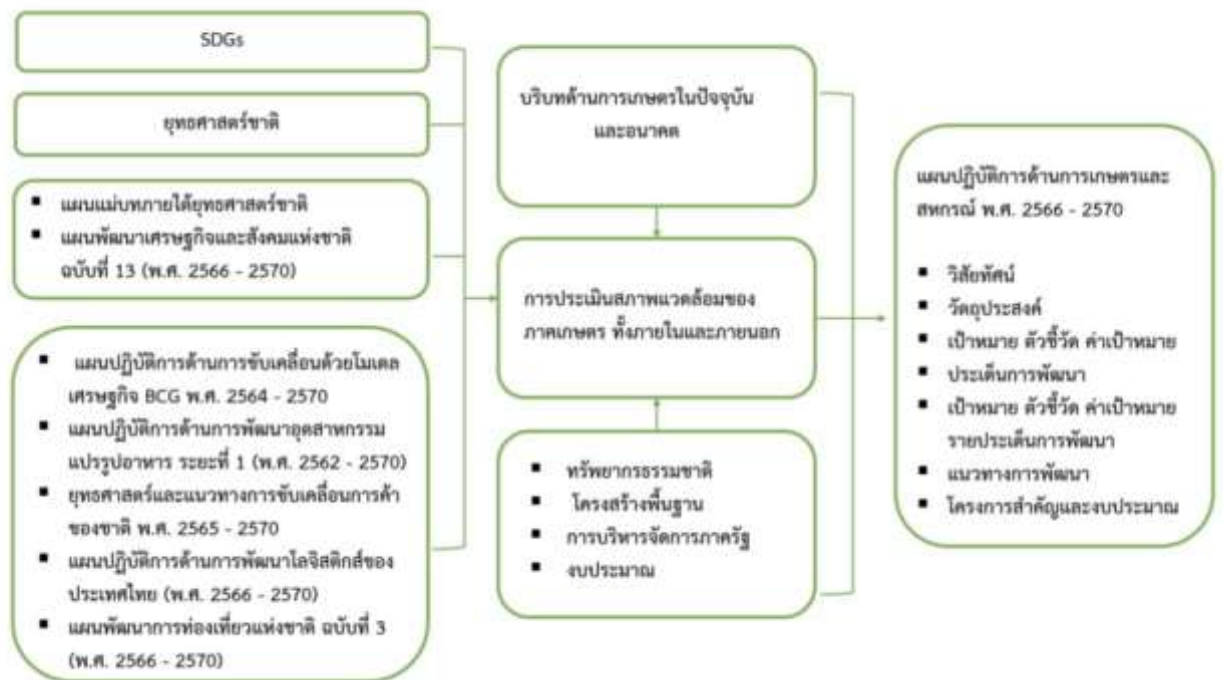 SDGs
ยุทธศาสตร์ชาติ
▪ แผนแม่บทภายใต้ยุทธศาสตร์ชาติ
▪ แผนพัฒนาเศรษฐกิจและสังคมแห่งชาติ
ฉบับที่ 13 (พ.ศ. 2566 - 2570)
▪ แผนปฏิบัติการด้านการขับเคลื่อนด้วยโมเดล
เศรษฐกิจ BCG พ.ศ. 2564 - 2570
▪ แผนปฏิบัติการด้านการพัฒนาอุตสาหกรรม
แปรรูปอาหาร ระยะที่ 1 (พ.ศ. 2562 - 2570)
▪ ยุทธศาสตร์และแนวทางการขับเคลื่อนการค้า
ของชาติ พ.ศ. 2565 - 2570
▪ แผนปฏิบัติการด้านการพัฒนาโลจิสติกส์ของ
ประเทศไทย (พ.ศ. 2566 - 2570)
▪ แผนพัฒนาการท่องเที่ยวแห่งชาติ ฉบับที่ 3
(พ.ศ. 2566 - 2570)
บริบทด้านการเกษตรในปัจจุบัน
และอนาคต
การประเมินสภาพแวดล้อมของ
ภาคเกษตร ทั้งภายในและภายนอก
▪ ทรัพยากรธรรมชาติ
▪ โครงสร้างพื้นฐาน
▪ การบริหารจัดการภาครัฐ
▪ งบประมาณ
แผนปฏิบัติการด้านการเกษตรและ
สหกรณ์ พ.ศ. 2566 - 2570
▪ วิสัยทัศน์
▪ วัตถุประสงค์
▪ เป้าหมาย ตัวชี้วัด ค่าเป้าหมาย
▪ ประเด็นการพัฒนา
▪ เป้าหมาย ตัวชี้วัด ค่าเป้าหมาย
รายประเด็นการพัฒนา
▪ แนวทางการพัฒนา
▪ โครงการสำคัญและงบประมาณ